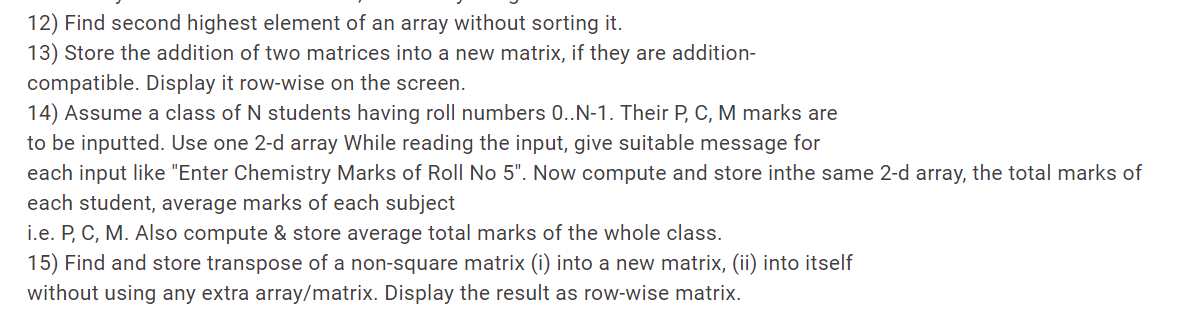 12) Find second highest element of an array without sorting it.
13) Store the addition of two matrices into a new matrix, if they are addition-
compatible. Display it row-wise on the screen.
14) Assume a class of N students having roll numbers 0..N-1. Their P, C, M marks are
to be inputted. Use one 2-d array While reading the input, give suitable message for
each input like "Enter Chemistry Marks of Roll No 5". Now compute and store inthe same 2-d array, the total marks of
each student, average marks of each subject
i.e. P, C, M. Also compute & store average total marks of the whole class.
15) Find and store transpose of a non-square matrix (i) into a new matrix, (ii) into itself
without using any extra array/matrix. Display the result as row-wise matrix.